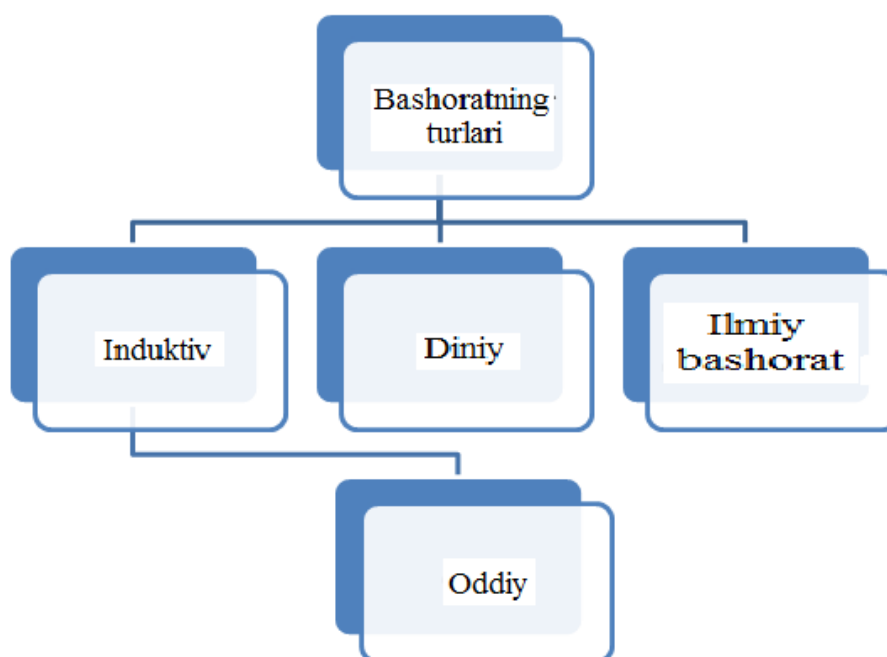 Bashoratning
turlari
Induktiv
Diniy
Ilmiy
bashorat
Oddiy